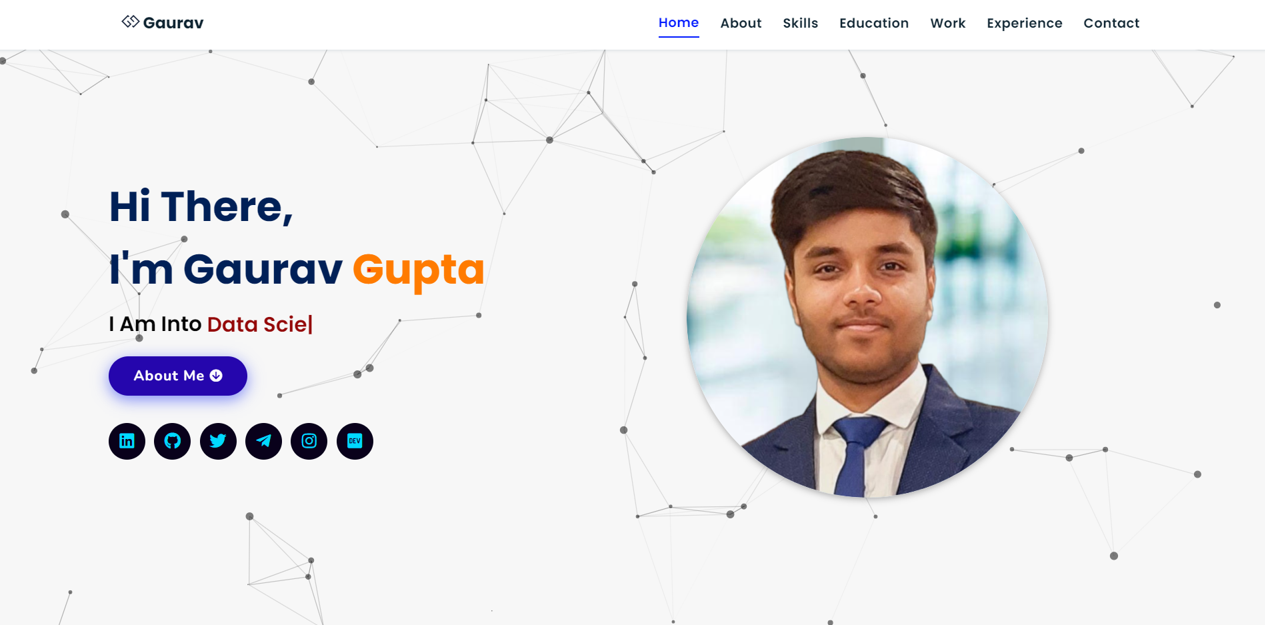 Gaurav
Home About Skills Education Work Experience Contact
Hi There,
I'm Gaurav Gupta
I Am Into Data Scie|
About Me
DEV